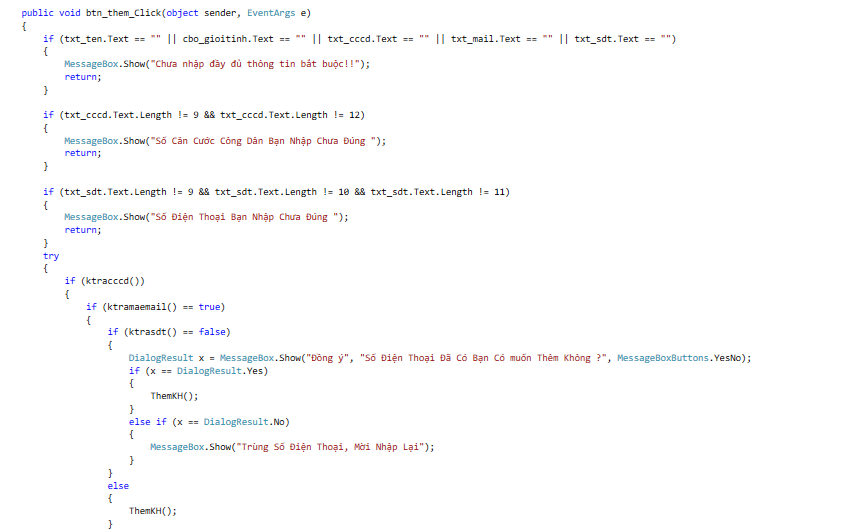 public void btn_them_Click(object sender, EventArgs e)
{
if (txt_ten.Text == "" || cbo_gioitinh.Text == "" || txt_cccd.Text == "" || txt_mail.Text == "" || txt_sdt.Text == "")
{
MessageBox.Show("Chưa nhập đầy đủ thông tin bắt buộc!!");
return;
}
if (txt_cccd.Text.Length != 9 && txt_cccd.Text.Length != 12)
{
MessageBox.Show("Số Căn Cước Công Dân Bạn Nhập Chưa Đúng ");
return;
}
if (txt_sdt.Text.Length != 9 && txt_sdt.Text.Length != 10 && txt_sdt.Text.Length != 11)
{
MessageBox.Show("Số Điện Thoại Bạn Nhập Chưa Đúng ");
return;
}
try
{
if (ktracccd())
{
if (ktramaemail() == true)
{
if (ktrasdt() == false)
{
DialogResult x = MessageBox.Show("Đồng ý", "Số Điện Thoại Đã Có Bạn Có muốn Thêm Không ?", MessageBoxButtons.YesNo);
if (x == DialogResult.Yes)
{
ThemKH();
}
else if (x == DialogResult.No)
{
MessageBox.Show("Trùng Số Điện Thoại, Mời Nhập Lại");
}
}
else
{
ThemKH();
}